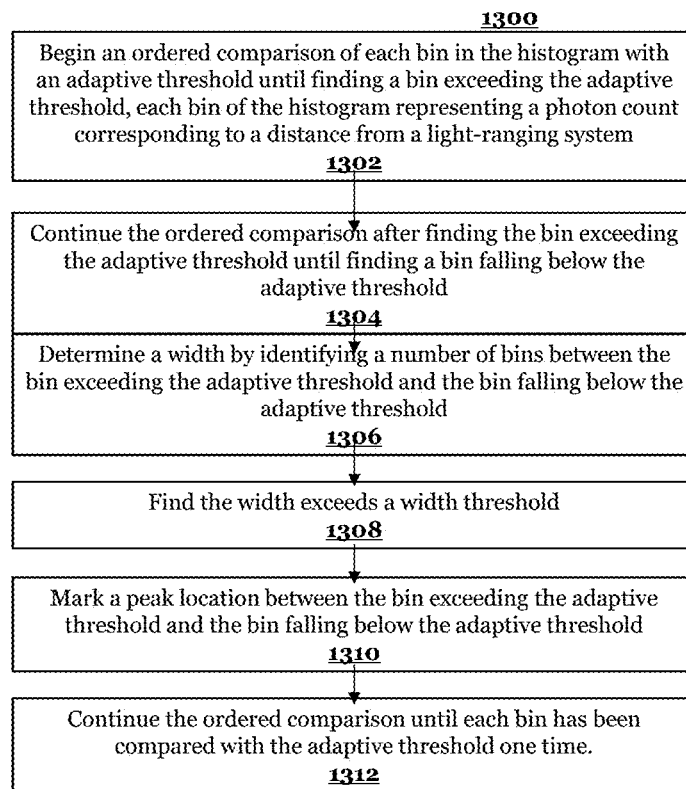 1300
Begin an ordered comparison of each bin in the histogram with
an adaptive threshold until finding a bin exceeding the adaptive
threshold, each bin of the histogram representing a photon count
corresponding to a distance from a light-ranging system
1302
Continue the ordered comparison after finding the bin exceeding
the adaptive threshold until finding a bin falling below the
adaptive threshold
1304
Determine a width by identifying a number of bins between the
bin exceeding the adaptive threshold and the bin falling below the
adaptive threshold
1306
Find the width exceeds a width threshold
1308
Mark a peak location between the bin exceeding the adaptive
threshold and the bin falling below the adaptive threshold
1310
Continue the ordered comparison until each bin has been
compared with the adaptive threshold one time.
1312